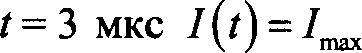 t = 3 мкс I(t) = I_max